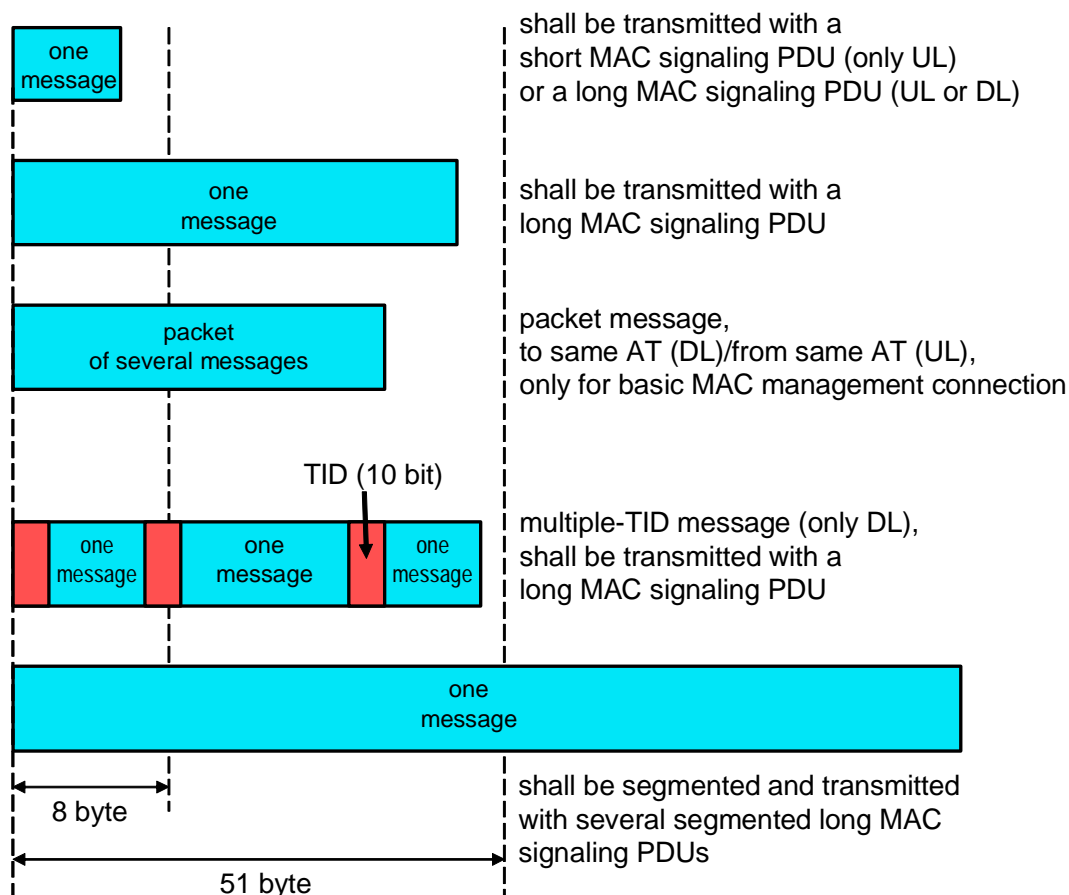 one
message
shall be transmitted with a
short MAC signaling PDU (only UL)
or a long MAC signaling PDU (UL or DL)
one
message
shall be transmitted with a
long MAC signaling PDU
packet
of several messages
packet message,
to same AT (DL)/from same AT (UL),
only for basic MAC management connection
TID (10 bit)
one
message
one
message
one
message
multiple-TID message (only DL),
shall be transmitted with a
long MAC signaling PDU
one
message
8 byte
shall be segmented and transmitted
with several segmented long MAC
signaling PDUs
51 byte